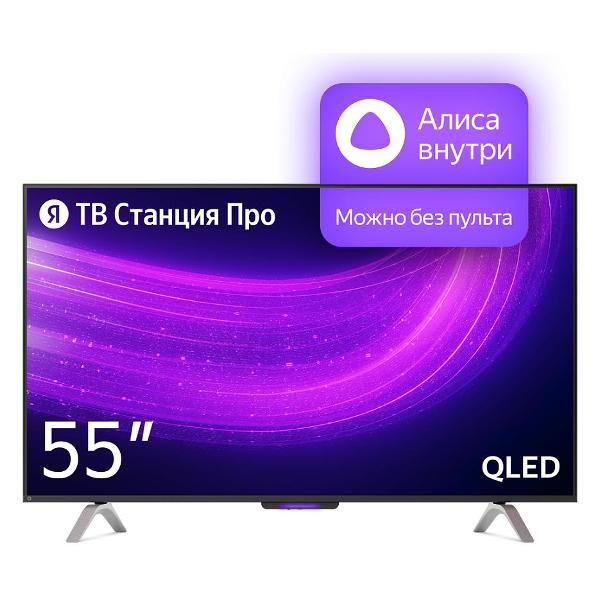 Алиса
внутри
Можно без пульта
Я ТВ Станция Про
55"
QLED